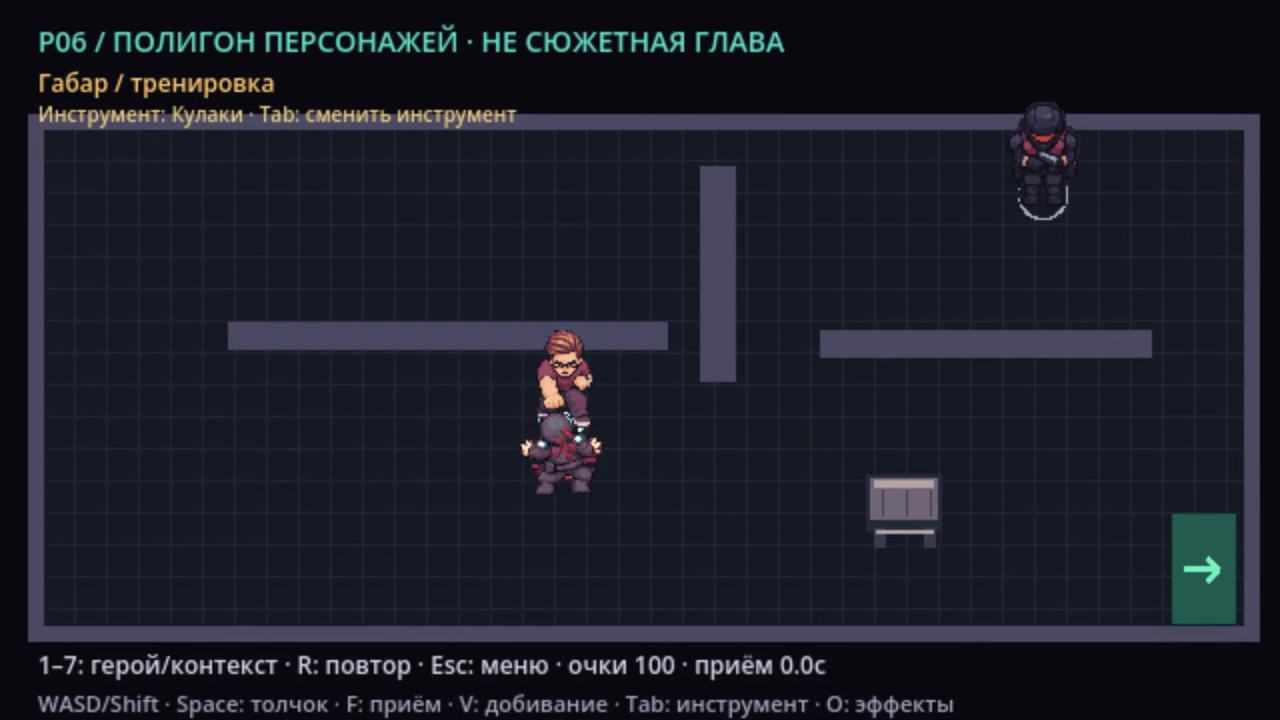 P06 / ПОЛИГОН ПЕРСОНАЖЕЙ · НЕ СЮЖЕТНАЯ ГЛАВА
Габар / тренировка
Инструмент: Кулаки · Tab: сменить инструмент
→
1–7: герой/контекст · R: повтор · Esc: меню · очки 100 · приём 0.0с
WASD/Shift · Space: толчок · F: приём · V: добивание · Tab: инструмент · O: эффекты